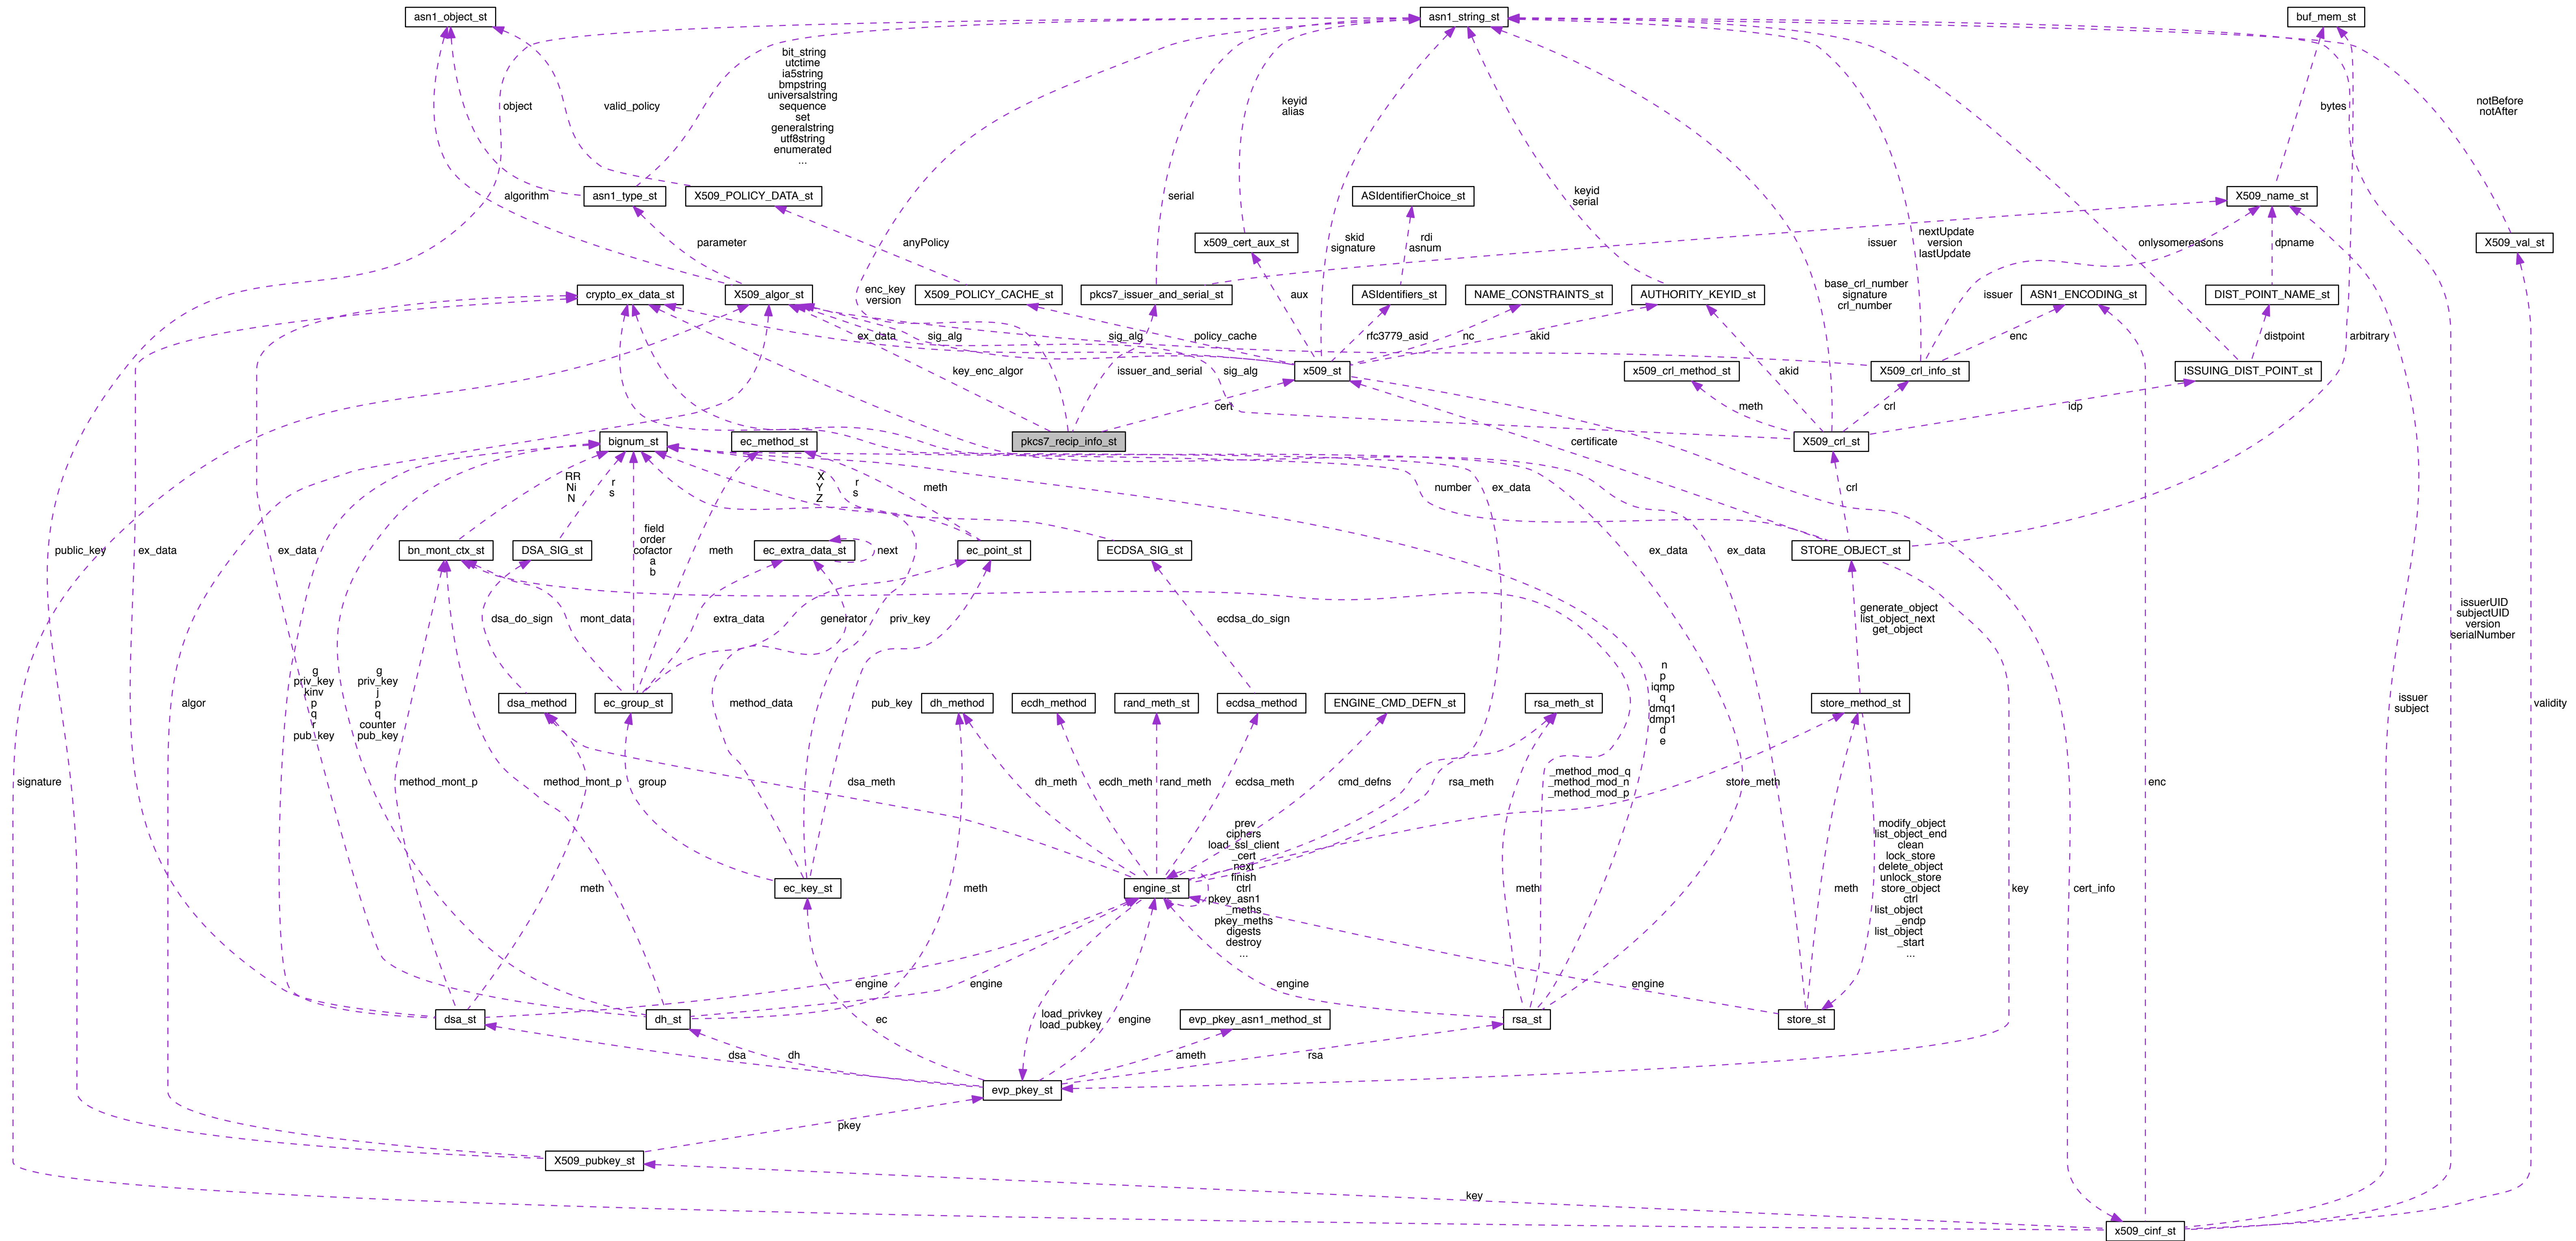 asn1_object_st
asn1_string_st
buf_mem_st
bit_string
utctime
ia5string
bmpstring
universalstring
sequence
set
generalstring
utf8string
enumerated
...
object
valid_policy
keyid
alias
bytes
notBefore
notAfter
asn1_type_st
X509_POLICY_DATA_st
algorithm
serial
ASIdentifierChoice_st
keyid
serial
X509_name_st
parameter
anyPolicy
x509_cert_aux_st
skid
signature
rdi
asnum
issuer
nextUpdate
version
lastUpdate
onlysomereasons
dpname
X509_val_st
crypto_ex_data_st
X509_algor_st
enc_key
version
X509_POLICY_CACHE_st
pkcs7_issuer_and_serial_st
aux
ASIdentifiers_st
NAME_CONSTRAINTS_st
AUTHORITY_KEYID_st
base_crl_number
signature
crl_number
issuer
ASN1_ENCODING_st
DIST_POINT_NAME_st
ex_data
sig_alg
sig_alg
policy_cache
rfc3779_asid
nc
akid
enc
distpoint
arbitrary
key_enc_algor
issuer_and_serial
sig_alg
x509_st
x509_crl_method_st
akid
X509_crl_info_st
ISSUING_DIST_POINT_st
cert
meth
crl
idp
bignum_st
ec_method_st
pkcs7_recip_info_st
certificate
X509_crl_st
RR
Ni
N
r
s
X
Y
Z
r
s
meth
number
ex_data
crl
public_key
ex_data
ex_data
bn_mont_ctx_st
DSA_SIG_st
field
order
cofactor
a
b
meth
ec_extra_data_st
next
ec_point_st
ECDSA_SIG_st
ex_data
ex_data
STORE_OBJECT_st
dsa_do_sign
mont_data
extra_data
generator
priv_key
ecdsa_do_sign
generate_object
list_object_next
get_object
issuerUID
subjectUID
version
serialNumber
algor
g
priv_key
kinv
p
q
r
pub_key
g
priv_key
j
p
q
counter
pub_key
dsa_method
ec_group_st
method_data
pub_key
dh_method
ecdh_method
rand_meth_st
ecdsa_method
ENGINE_CMD_DEFN_st
rsa_meth_st
n
p
iqmp
q
dmq1
dmp1
d
e
store_method_st
issuer
subject
validity
signature
method_mont_p
method_mont_p
group
dsa_meth
dh_meth
ecdh_meth
rand_meth
ecdsa_meth
cmd_defns
rsa_meth
_method_mod_q
_method_mod_n
_method_mod_p
store_meth
enc
meth
ec_key_st
meth
engine_st
prev
ciphers
load_ssl_client
_cert
next
finish
ctrl
pkey_asn1
_meths
pkey_meths
digests
destroy
...
meth
meth
modify_object
list_object_end
clean
lock_store
delete_object
unlock_store
store_object
ctrl
list_object
_endp
list_object
_start
...
key
cert_info
engine
engine
engine
engine
dsa_st
dh_st
ec
load_privkey
load_pubkey
engine
evp_pkey_asn1_method_st
rsa_st
store_st
dsa
dh
ameth
rsa
evp_pkey_st
pkey
X509_pubkey_st
key
x509_cinf_st